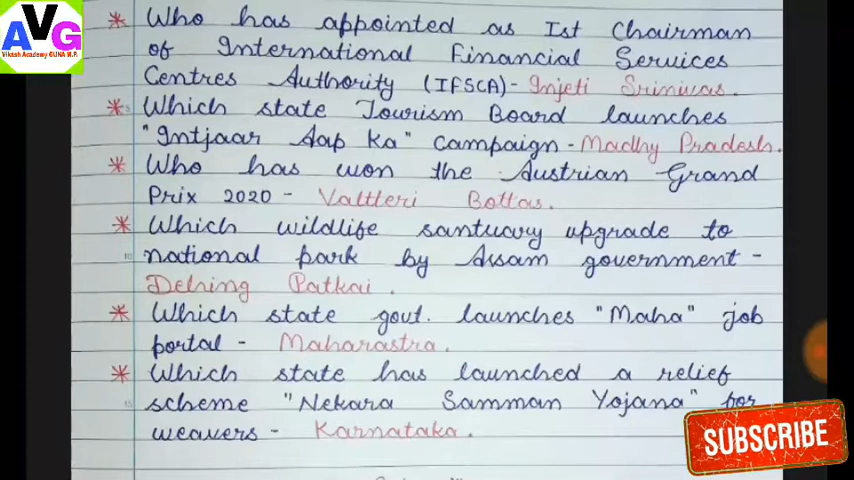 AVG
Vikash Academy GUNA M.P.
* Who has appointed as Ist Chairman
of International Financial Services
Centres Authority (IFSCA)- Injeti Srinivas.
* Which state Tourism Board launches
"Intjaar Aap Ka" campaign - Madhy Pradesh.
* Who has won the Austrian Grand
Prix 2020 - Valtteri Bottas.
* Which wildlife santuary upgrade to
national park by Assam government -
Dehing Patkai.
* Which state govt. launches "Maha" job
portal - Maharastra.
* Which state has launched a relief
scheme "Nekara Samman Yojana" for
weavers - Karnataka.
SUBSCRIBE